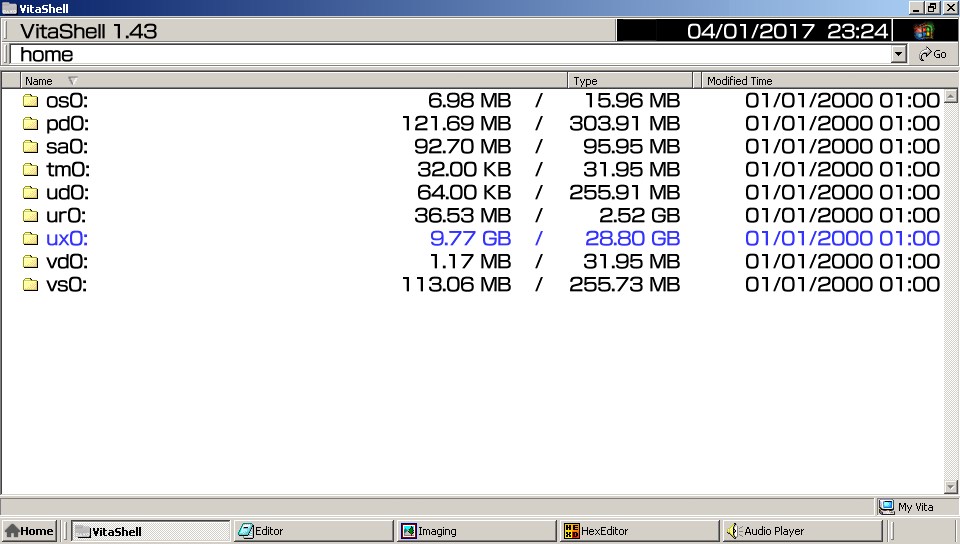 VitaShell
VitaShell 1.43 04/01/2017 23:24
home Go
Name Type Modified Time
os0: 6.98 MB / 15.96 MB 01/01/2000 01:00
pd0: 121.69 MB / 303.91 MB 01/01/2000 01:00
sa0: 92.70 MB / 95.95 MB 01/01/2000 01:00
tm0: 32.00 KB / 31.95 MB 01/01/2000 01:00
ud0: 64.00 KB / 255.91 MB 01/01/2000 01:00
ur0: 36.53 MB / 2.52 GB 01/01/2000 01:00
ux0: 9.77 GB / 28.80 GB 01/01/2000 01:00
vd0: 1.17 MB / 31.95 MB 01/01/2000 01:00
vs0: 113.06 MB / 255.73 MB 01/01/2000 01:00
My Vita
Home VitaShell Editor Imaging HexEditor Audio Player